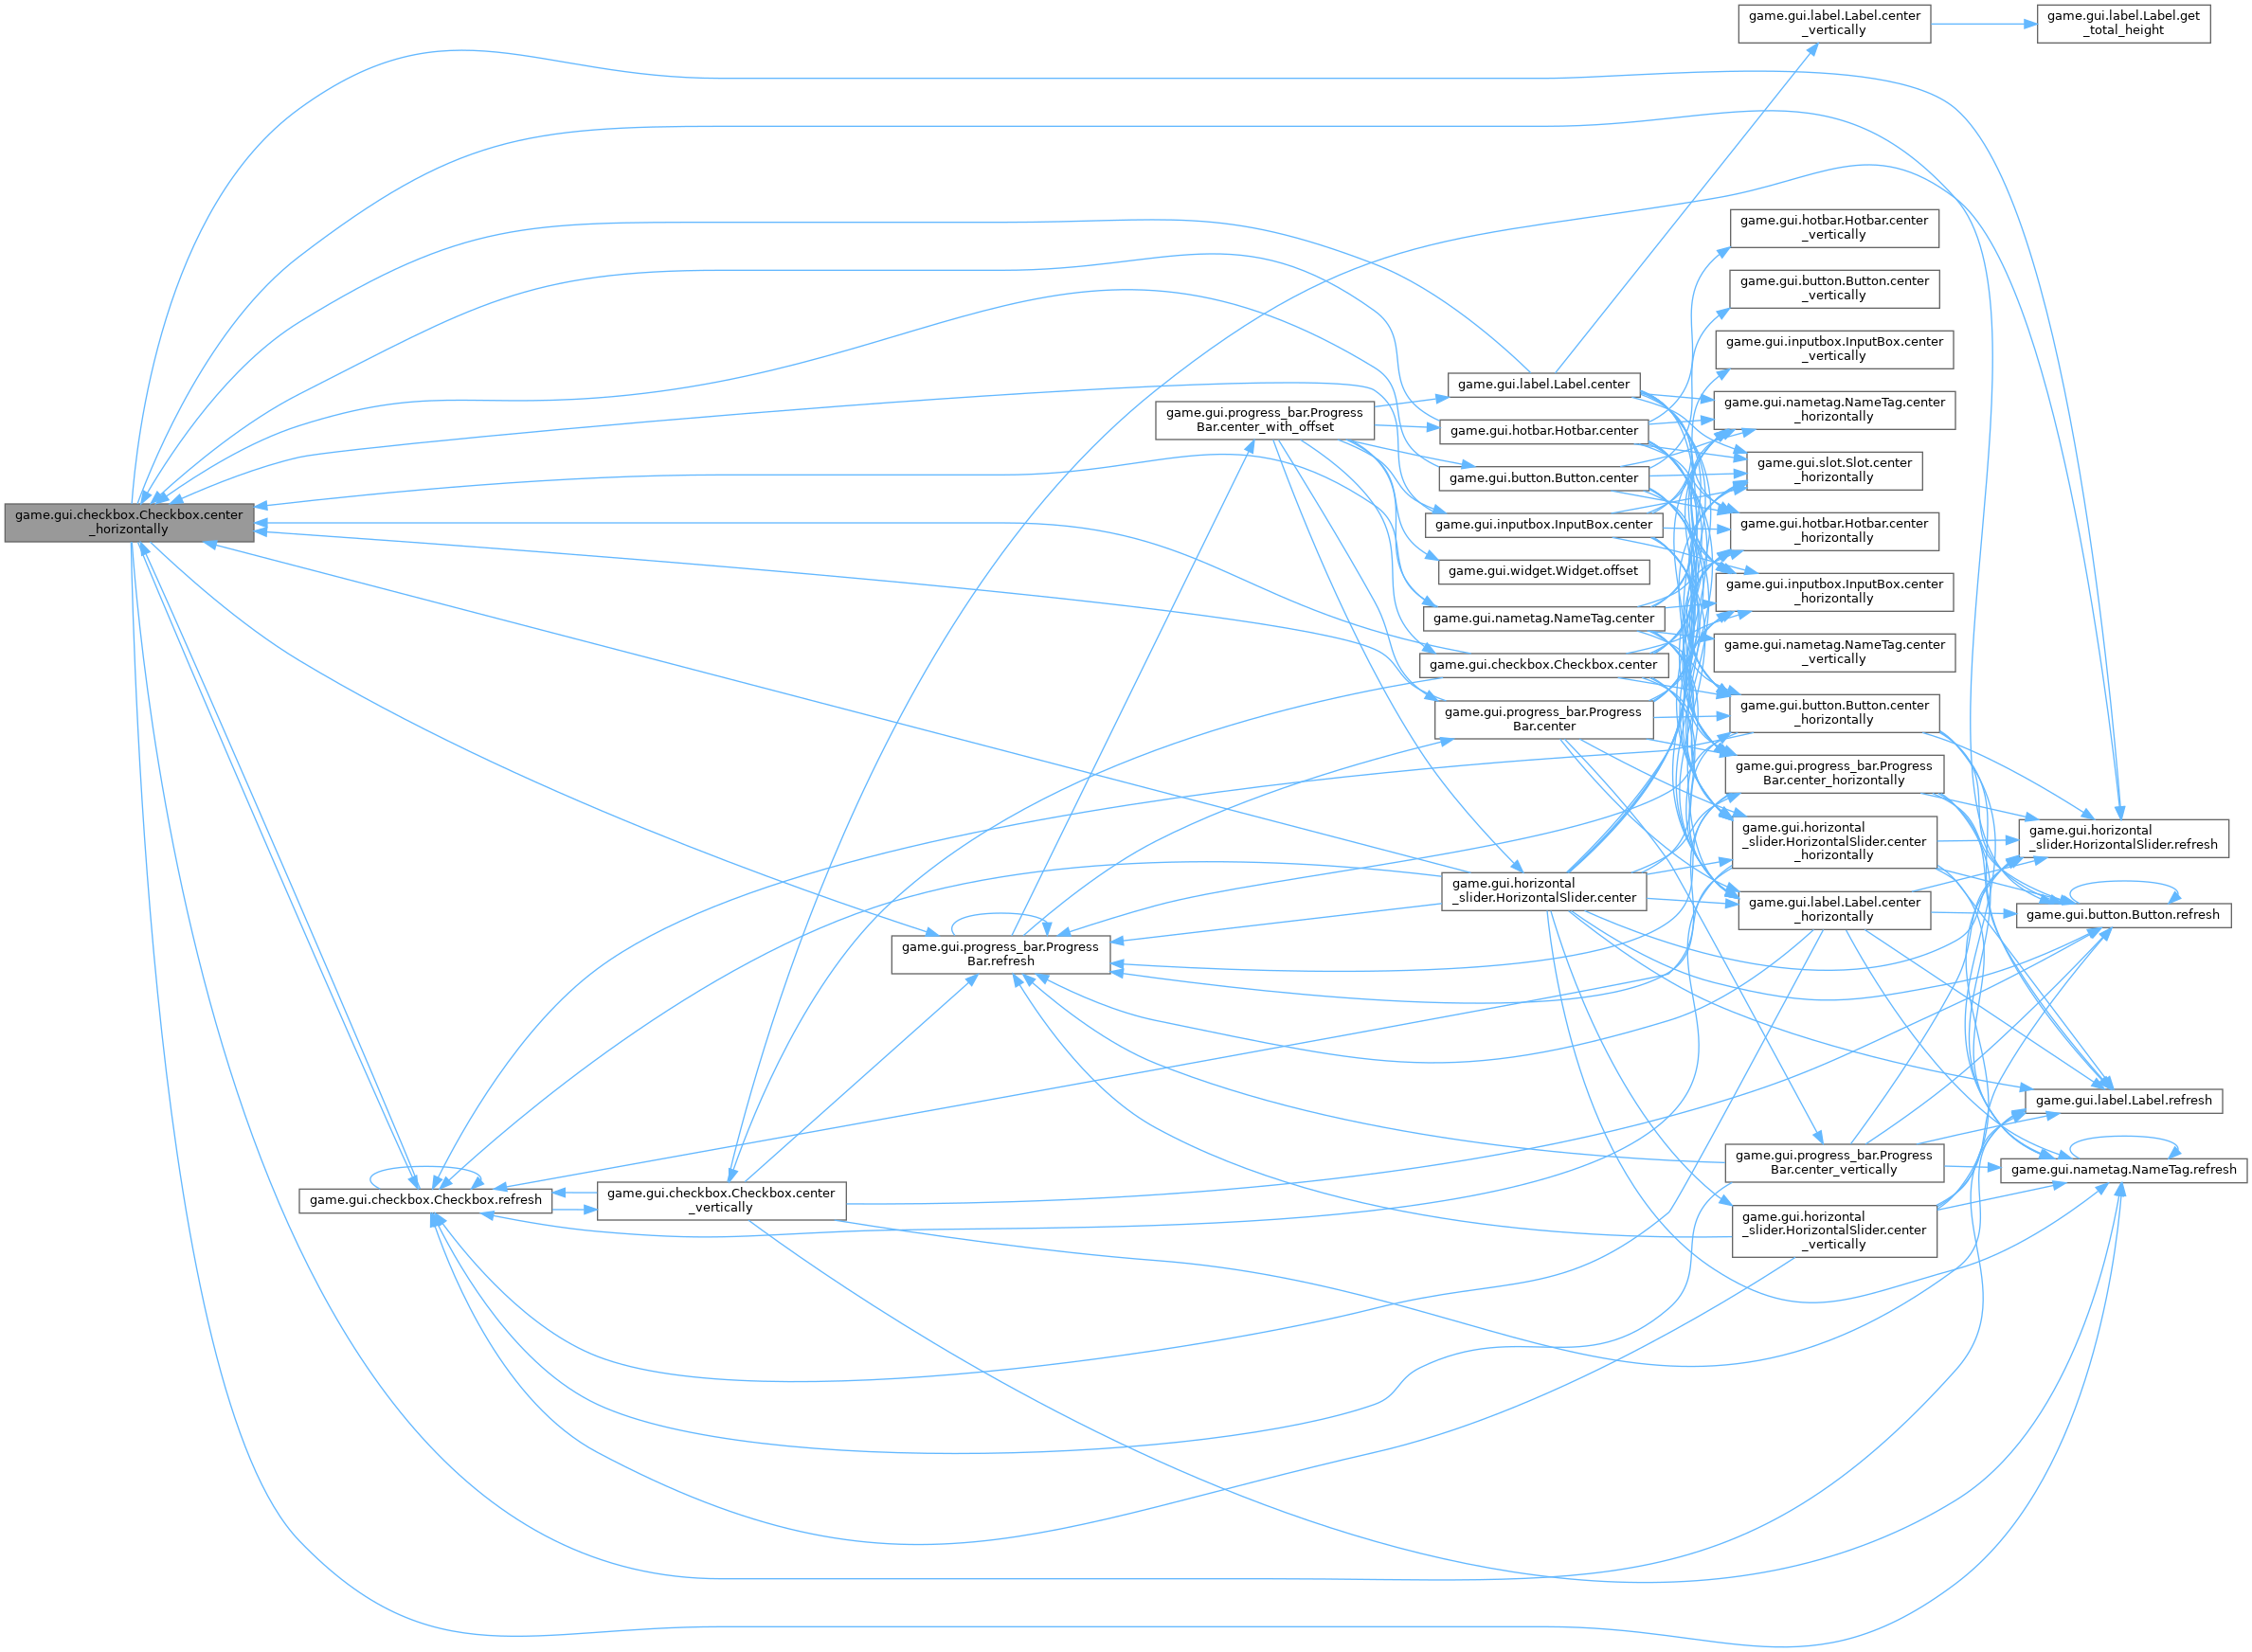 game.gui.checkbox.Checkbox.center
_horizontally
game.gui.checkbox.Checkbox.refresh
game.gui.checkbox.Checkbox.center
_vertically
game.gui.progress_bar.Progress
Bar.refresh
game.gui.progress_bar.Progress
Bar.center_with_offset
game.gui.label.Label.center
game.gui.hotbar.Hotbar.center
game.gui.button.Button.center
game.gui.inputbox.InputBox.center
game.gui.widget.Widget.offset
game.gui.nametag.NameTag.center
game.gui.checkbox.Checkbox.center
game.gui.progress_bar.Progress
Bar.center
game.gui.horizontal
_slider.HorizontalSlider.center
game.gui.label.Label.center
_vertically
game.gui.hotbar.Hotbar.center
_vertically
game.gui.button.Button.center
_vertically
game.gui.inputbox.InputBox.center
_vertically
game.gui.nametag.NameTag.center
_horizontally
game.gui.slot.Slot.center
_horizontally
game.gui.hotbar.Hotbar.center
_horizontally
game.gui.inputbox.InputBox.center
_horizontally
game.gui.nametag.NameTag.center
_vertically
game.gui.button.Button.center
_horizontally
game.gui.progress_bar.Progress
Bar.center_horizontally
game.gui.horizontal
_slider.HorizontalSlider.center
_horizontally
game.gui.label.Label.center
_horizontally
game.gui.progress_bar.Progress
Bar.center_vertically
game.gui.horizontal
_slider.HorizontalSlider.center
_vertically
game.gui.label.Label.get
_total_height
game.gui.horizontal
_slider.HorizontalSlider.refresh
game.gui.button.Button.refresh
game.gui.label.Label.refresh
game.gui.nametag.NameTag.refresh